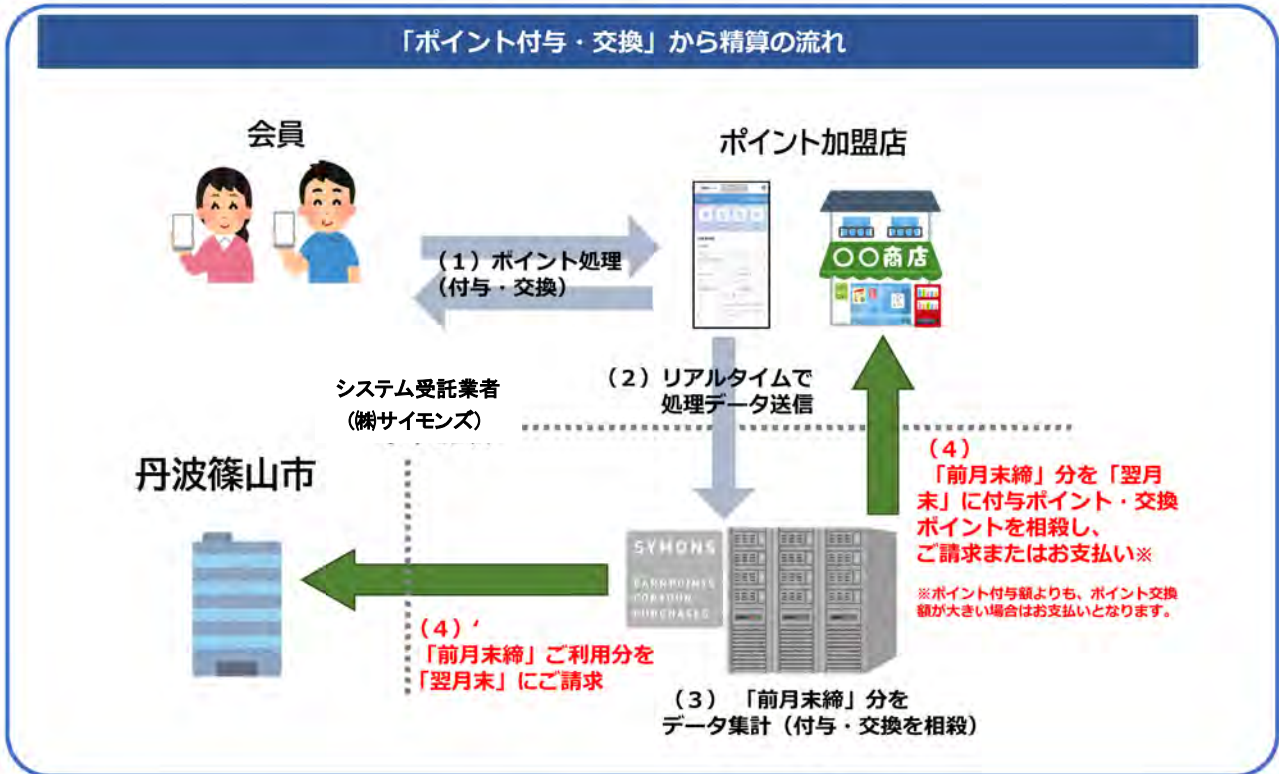 「ポイント付与・交換」から精算の流れ
会員
ポイント加盟店
〇〇商店
（１）ポイント処理
（付与・交換）
（２）リアルタイムで
処理データ送信
システム受託業者
（㈱サイモンズ）
丹波篠山市
（４）
「前月末締」分を「翌月
末」に付与ポイント・交換
ポイントを相殺し、
ご請求またはお支払い※
※ポイント付与額よりも、ポイント交換
額が大きい場合はお支払いとなります。
SYMONS
EARNPOINTS
FORYOUR
PURCHASES
（４）‘
「前月末締」ご利用分を
「翌月末」にご請求
（３）「前月末締」分を
データ集計（付与・交換を相殺）